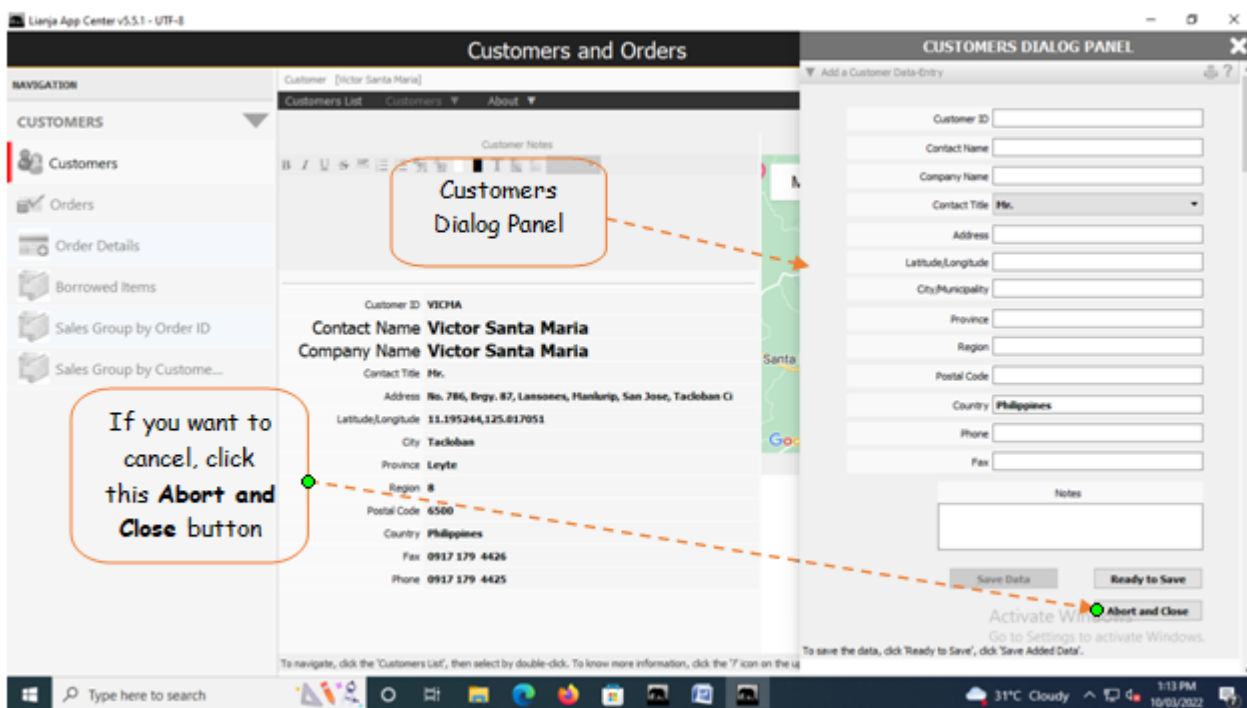 Lianja App Center v5.5.1 - UTF-8
Customers and Orders
NAVIGATION
CUSTOMERS
Customers
Orders
Order Details
Borrowed Items
Sales Group by Order ID
Sales Group by Custome...
Customer [Victor Santa Maria]
Customers List Customers About
Customer Notes
B I U S
Customers
Dialog Panel
M
Santa
Goo
Customer ID VICMA
Contact Name Victor Santa Maria
Company Name Victor Santa Maria
Contact Title Mr.
Address No. 786, Brgy. 87, Lansones, Manlurip, San Jose, Tacloban Ci
Latitude/Longitude 11.195244,125.017051
City Tacloban
Province Leyte
Region 8
Postal Code 6500
Country Philippines
Fax 0917 179 4426
Phone 0917 179 4425
If you want to
cancel, click
this Abort and
Close button
To navigate, click the 'Customers List', then select by double-click. To know more information, click the '?' icon on the up
CUSTOMERS DIALOG PANEL
Add a Customer Data-Entry
?
Customer ID
Contact Name
Company Name
Contact Title Mr.
Address
Latitude/Longitude
City/Municipality
Province
Region
Postal Code
Country Philippines
Phone
Fax
Notes
Save Data Ready to Save
Abort and Close
Activate Windows
Go to Settings to activate Windows.
To save the data, click 'Ready to Save', click 'Save Added Data'.
Type here to search
31°C Cloudy
1:13 PM
10/03/2022